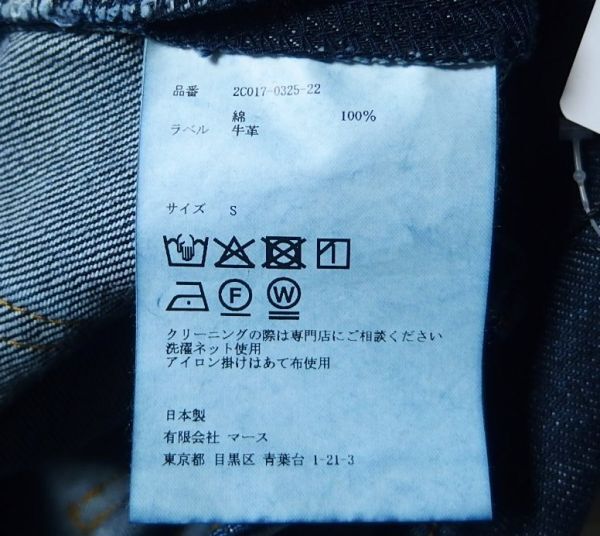 品番 2C017-0325-22
綿 100%
ラベル 牛革
サイズ S
F W
クリーニングの際は専門店にご相談ください
洗濯ネット使用
アイロン掛けはあて布使用
日本製
有限会社 マース
東京都 目黒区 青葉台 1-21-3